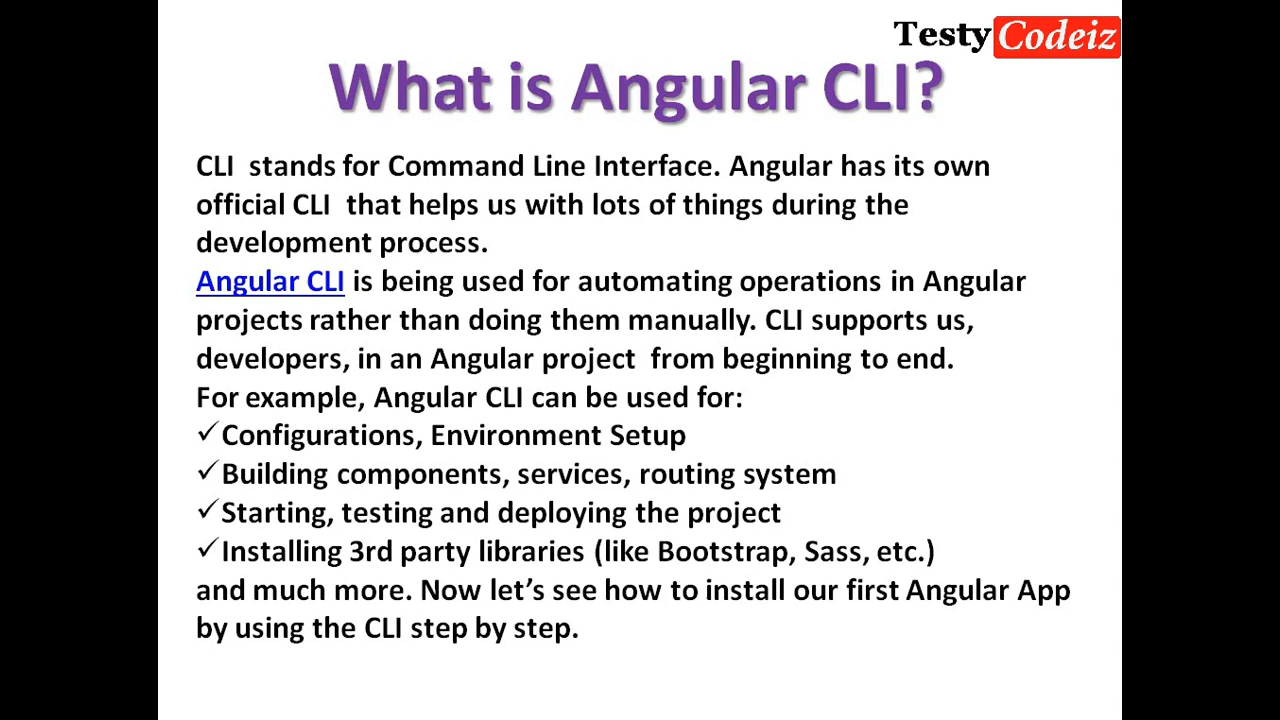 Testy Codeiz
What is Angular CLI?
CLI  stands for Command Line Interface. Angular has its own
official CLI  that helps us with lots of things during the
development process.
Angular CLI is being used for automating operations in Angular
projects rather than doing them manually. CLI supports us,
developers, in an Angular project  from beginning to end.
For example, Angular CLI can be used for:
✓Configurations, Environment Setup
✓Building components, services, routing system
✓Starting, testing and deploying the project
✓Installing 3rd party libraries (like Bootstrap, Sass, etc.)
and much more. Now let’s see how to install our first Angular App
by using the CLI step by step.